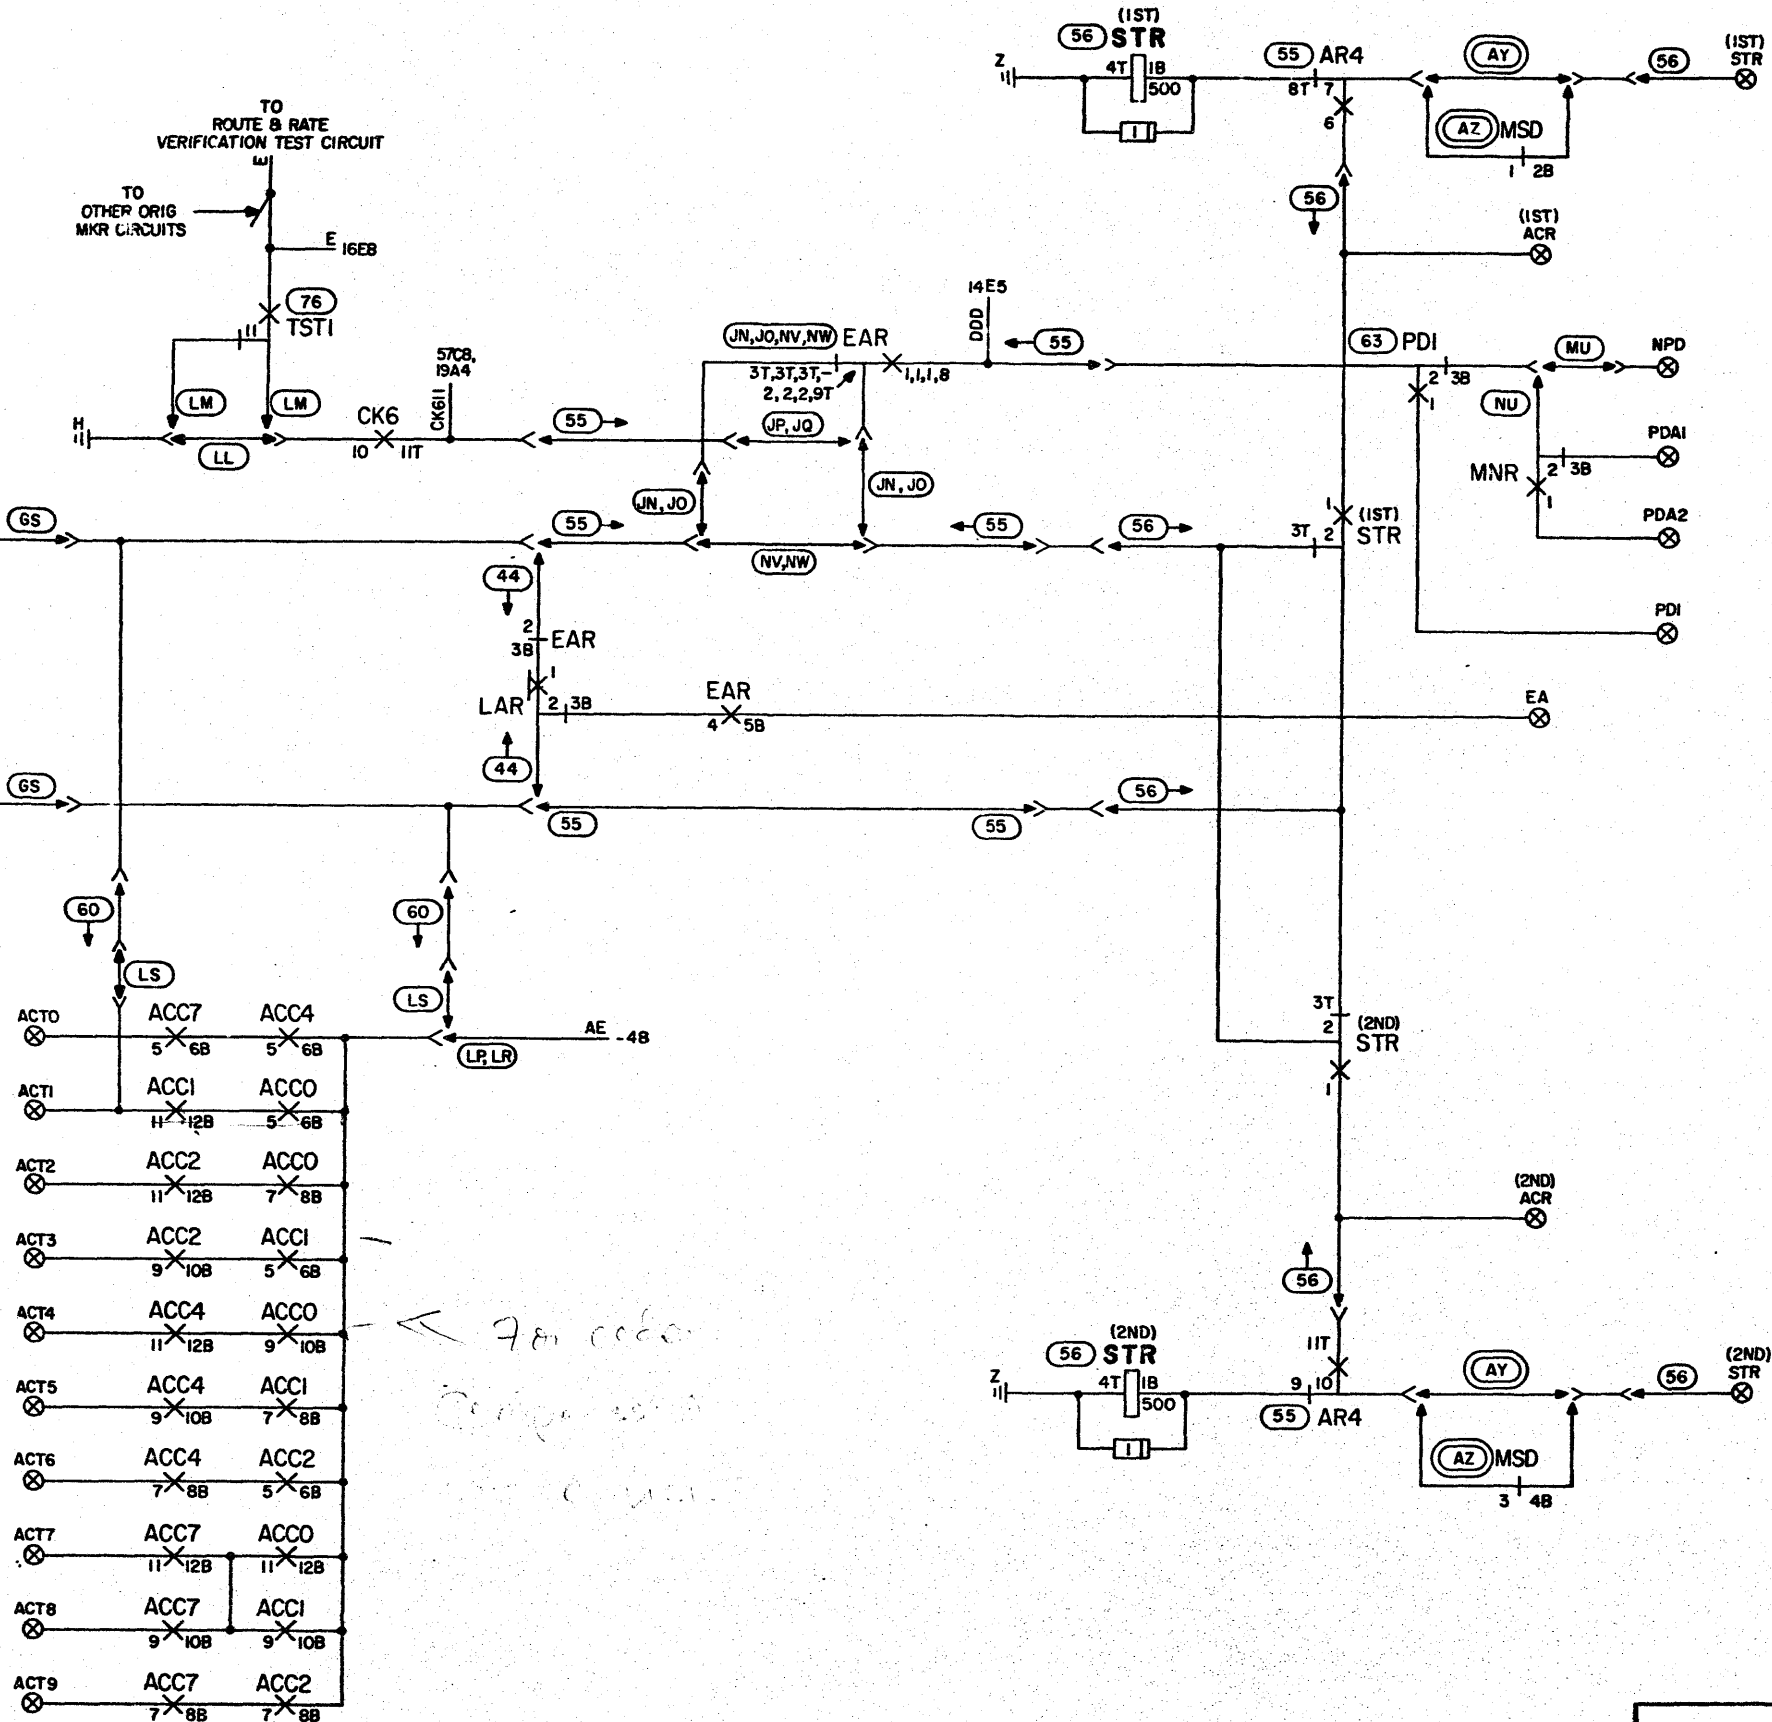 (1ST)
56 STR
Z 4T 1B
500
1
55 AR4
8T 7
6
AY
56
(1ST)
STR
AZ MSD
1 2B
TO
ROUTE & RATE
VERIFICATION TEST CIRCUIT
E
TO
OTHER ORIG
MKR CIRCUITS
E 16E8
56
(1ST)
ACR
76
TST1
11
LM LM
H
LL
CK6
10 11T
57C8,
19A4
CK611
55
JN,JO,NV,NW EAR
3T,3T,3T,-
2,2,2,9T
1,1,1,8
14E5
DDD
55
63 PD1
2 3B
1
MU
NPD
NU
PDA1
MNR 2 3B
1
PDA2
JP, JQ
JN, JO
JN, JO
GS
55
NV,NW
55
56
1 (1ST)
3T 2 STR
44
2
3B EAR
1
LAR 2 3B
EAR
4 5B
PD1
EA
44
GS
55
55
56
60
60
LS
LS
ACT0 ACC7 ACC4
5 6B 5 6B
LP, LR
AE -48
3T
2 (2ND)
STR
1
ACT1 ACC1 ACC0
11 12B 5 6B
ACT2 ACC2 ACC0
11 12B 7 8B
(2ND)
ACR
ACT3 ACC2 ACC1
9 10B 5 6B
56
ACT4 ACC4 ACC0
11 12B 9 10B
ACT5 ACC4 ACC1
9 10B 7 8B
ACT6 ACC4 ACC2
7 8B 5 6B
ACT7 ACC7 ACC0
11 12B 11 12B
ACT8 ACC7 ACC1
9 10B 9 10B
ACT9 ACC7 ACC2
7 8B 7 8B
(2ND)
56 STR
Z 4T 1B
500
1
11T
9 10
55 AR4
AY
56
(2ND)
STR
AZ MSD
3 4B